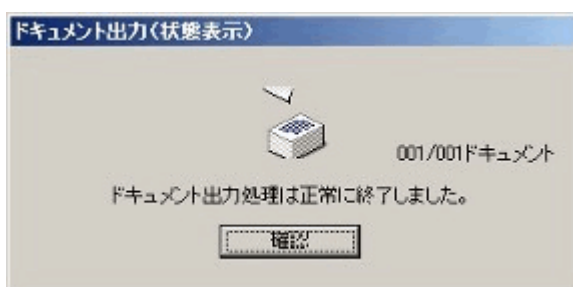 ドキュメント出力(状態表示)
001/001ドキュメント
ドキュメント出力処理は正常に終了しました。
確認